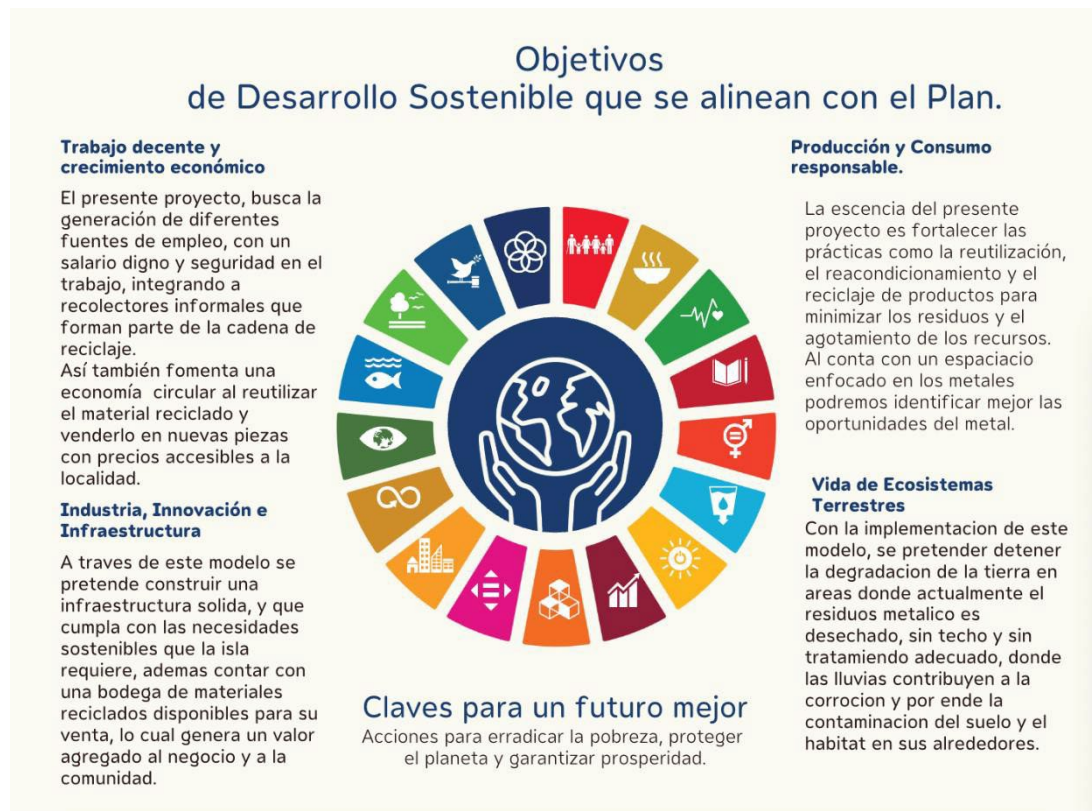 Objetivos
de Desarrollo Sostenible que se alinean con el Plan.
Trabajo decente y
crecimiento económico
El presente proyecto, busca la
generación de diferentes
fuentes de empleo, con un
salario digno y seguridad en el
trabajo, integrando a
recolectores informales que
forman parte de la cadena de
reciclaje.
Así también fomenta una
economía circular al reutilizar
el material reciclado y
venderlo en nuevas piezas
con precios accesibles a la
localidad.
Industria, Innovación e
Infraestructura
A traves de este modelo se
pretende construir una
infraestructura solida, y que
cumpla con las necesidades
sostenibles que la isla
requiere, ademas contar con
una bodega de materiales
reciclados disponibles para su
venta, lo cual genera un valor
agregado al negocio y a la
comunidad.
Claves para un futuro mejor
Acciones para erradicar la pobreza, proteger
el planeta y garantizar prosperidad.
Producción y Consumo
responsable.
La escencia del presente
proyecto es fortalecer las
prácticas como la reutilización,
el reacondicionamiento y el
reciclaje de productos para
minimizar los residuos y el
agotamiento de los recursos.
Al conta con un espaciacio
enfocado en los metales
podremos identificar mejor las
oportunidades del metal.
Vida de Ecosistemas
Terrestres
Con la implementacion de este
modelo, se pretender detener
la degradacion de la tierra en
areas donde actualmente el
residuos metalico es
desechado, sin techo y sin
tratamiendo adecuado, donde
las lluvias contribuyen a la
corrocion y por ende la
contaminacion del suelo y el
habitat en sus alrededores.